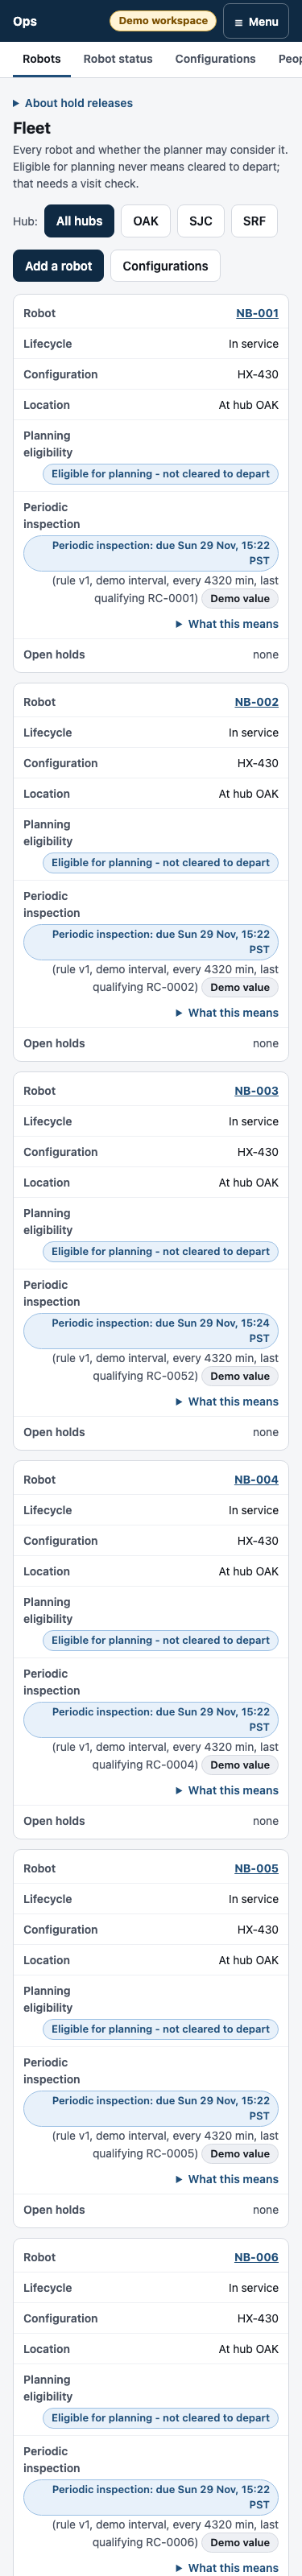 Ops
Demo workspace
≡ Menu
Robots Robot status Configurations Peop
▶ About hold releases
Fleet
Every robot and whether the planner may consider it.
Eligible for planning never means cleared to depart;
that needs a visit check.
Hub: All hubs OAK SJC SRF
Add a robot Configurations
Robot NB-001
Lifecycle In service
Configuration HX-430
Location At hub OAK
Planning
eligibility
Eligible for planning - not cleared to depart
Periodic
inspection
Periodic inspection: due Sun 29 Nov, 15:22
PST
(rule v1, demo interval, every 4320 min, last
qualifying RC-0001) Demo value
▶ What this means
Open holds none
Robot NB-002
Lifecycle In service
Configuration HX-430
Location At hub OAK
Planning
eligibility
Eligible for planning - not cleared to depart
Periodic
inspection
Periodic inspection: due Sun 29 Nov, 15:22
PST
(rule v1, demo interval, every 4320 min, last
qualifying RC-0002) Demo value
▶ What this means
Open holds none
Robot NB-003
Lifecycle In service
Configuration HX-430
Location At hub OAK
Planning
eligibility
Eligible for planning - not cleared to depart
Periodic
inspection
Periodic inspection: due Sun 29 Nov, 15:24
PST
(rule v1, demo interval, every 4320 min, last
qualifying RC-0052) Demo value
▶ What this means
Open holds none
Robot NB-004
Lifecycle In service
Configuration HX-430
Location At hub OAK
Planning
eligibility
Eligible for planning - not cleared to depart
Periodic
inspection
Periodic inspection: due Sun 29 Nov, 15:22
PST
(rule v1, demo interval, every 4320 min, last
qualifying RC-0004) Demo value
▶ What this means
Open holds none
Robot NB-005
Lifecycle In service
Configuration HX-430
Location At hub OAK
Planning
eligibility
Eligible for planning - not cleared to depart
Periodic
inspection
Periodic inspection: due Sun 29 Nov, 15:22
PST
(rule v1, demo interval, every 4320 min, last
qualifying RC-0005) Demo value
▶ What this means
Open holds none
Robot NB-006
Lifecycle In service
Configuration HX-430
Location At hub OAK
Planning
eligibility
Eligible for planning - not cleared to depart
Periodic
inspection
Periodic inspection: due Sun 29 Nov, 15:22
PST
(rule v1, demo interval, every 4320 min, last
qualifying RC-0006) Demo value
▶ What this means